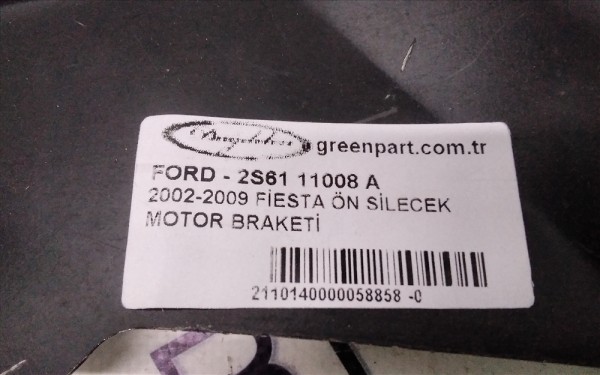 greenpart.com.tr
FORD - 2S61 11008 A
2002-2009 FİESTA ÖN SİLECEK
MOTOR BRAKETİ
2110140000058858 -0